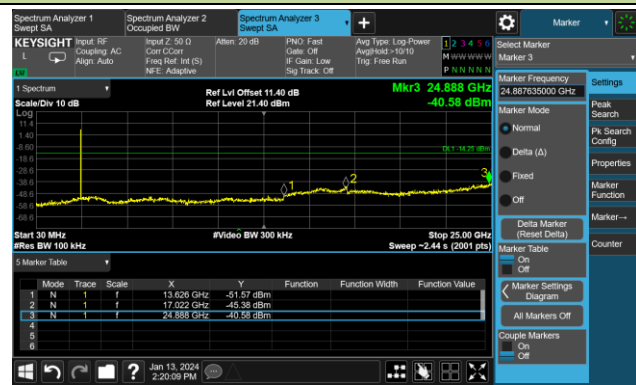 Spectrum Analyzer 1
Swept SA
Spectrum Analyzer 2
Occupied BW
Spectrum Analyzer 3
Swept SA
Marker
KEYSIGHT
L
Input: RF
Coupling: AC
Align: Auto
Input Z: 50 Ω
Corr CCorr
Freq Ref: Int (S)
NFE: Adaptive
Atten: 20 dB
PNO: Fast
Gate: Off
IF Gain: Low
Sig Track: Off
Avg Type: Log-Power
Avg|Hold:>10/10
Trig: Free Run
1 2 3 4 5 6
M W W W W W
P N N N N N
Select Marker
Marker 3
1 Spectrum
Scale/Div 10 dB
Ref Lvl Offset 11.40 dB
Ref Level 21.40 dBm
Mkr3 24.888 GHz
-40.58 dBm
Log
11.4
1.40
-8.60
-18.6
-28.6
-38.6
-48.6
-58.6
-68.6
DL1 -14.25 dBm
1
2
3
Start 30 MHz
#Res BW 100 kHz
#Video BW 300 kHz
Stop 25.00 GHz
Sweep ~2.44 s (2001 pts)
5 Marker Table
Mode Trace Scale X Y Function Function Width Function Value
1 N 1 f 13.626 GHz -51.57 dBm
2 N 1 f 17.022 GHz -45.38 dBm
3 N 1 f 24.888 GHz -40.58 dBm
4
5
6
Marker Frequency
24.887635000 GHz
Marker Mode
Normal
Delta (Δ)
Fixed
Off
Delta Marker
(Reset Delta)
Marker Table
On
Off
Marker Settings
Diagram
All Markers Off
Couple Markers
On
Off
Settings
Peak
Search
Pk Search
Config
Properties
Marker
Function
Marker→
Counter
Jan 13, 2024
2:20:09 PM